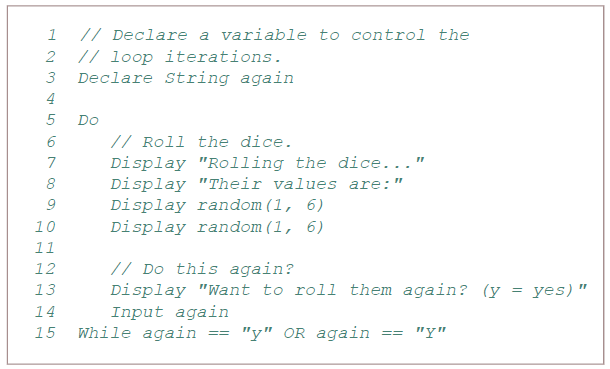 1 // Declare a variable to control the
2 // loop iterations.
3 Declare String again
4
5 Do
6 // Roll the dice.
7 Display "Rolling the dice..."
8 Display "Their values are:"
9 Display random(1, 6)
10 Display random(1, 6)
11
12 // Do this again?
13 Display "Want to roll them again? (y = yes)"
14 Input again
15 While again == "y" OR again == "Y"